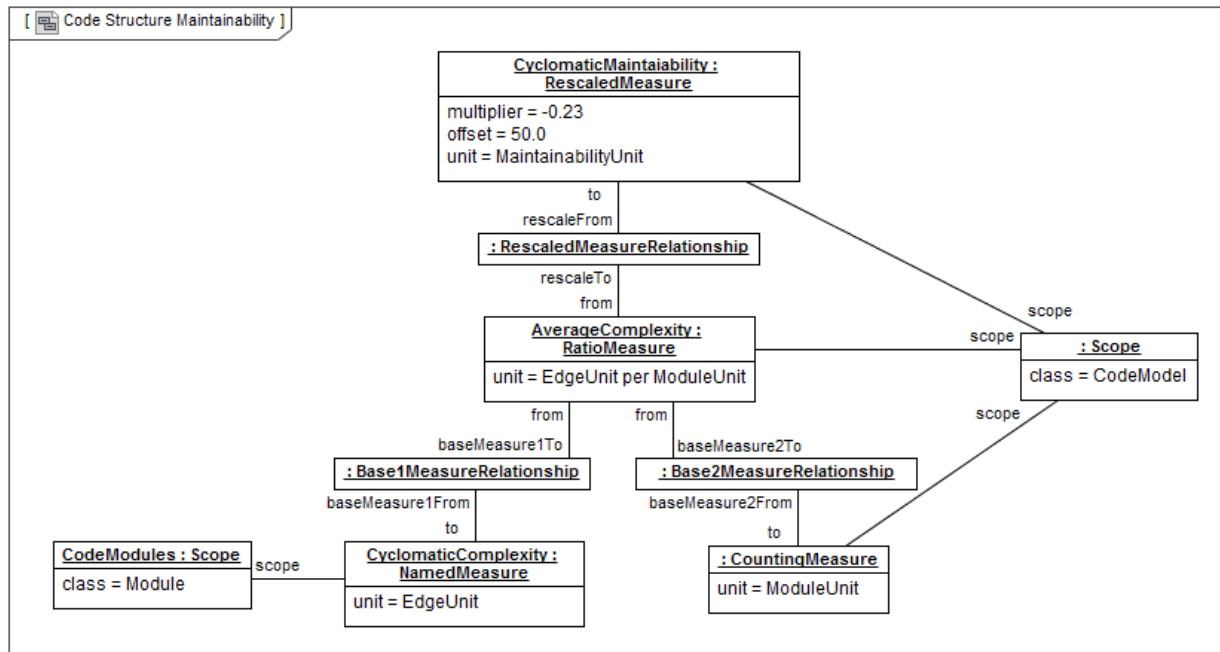 [ Code Structure Maintainability ]
CyclomaticMaintaiability :
RescaledMeasure
multiplier = -0.23
offset = 50.0
unit = MaintainabilityUnit
to
rescaleFrom
: RescaledMeasureRelationship
rescaleTo
from
scope
AverageComplexity :
RatioMeasure
unit = EdgeUnit per ModuleUnit
scope
: Scope
class = CodeModel
scope
from
from
baseMeasure1To
baseMeasure2To
: Base1MeasureRelationship
: Base2MeasureRelationship
baseMeasure1From
baseMeasure2From
to
to
CodeModules : Scope
class = Module
scope
CyclomaticComplexity :
NamedMeasure
unit = EdgeUnit
: CountingMeasure
unit = ModuleUnit